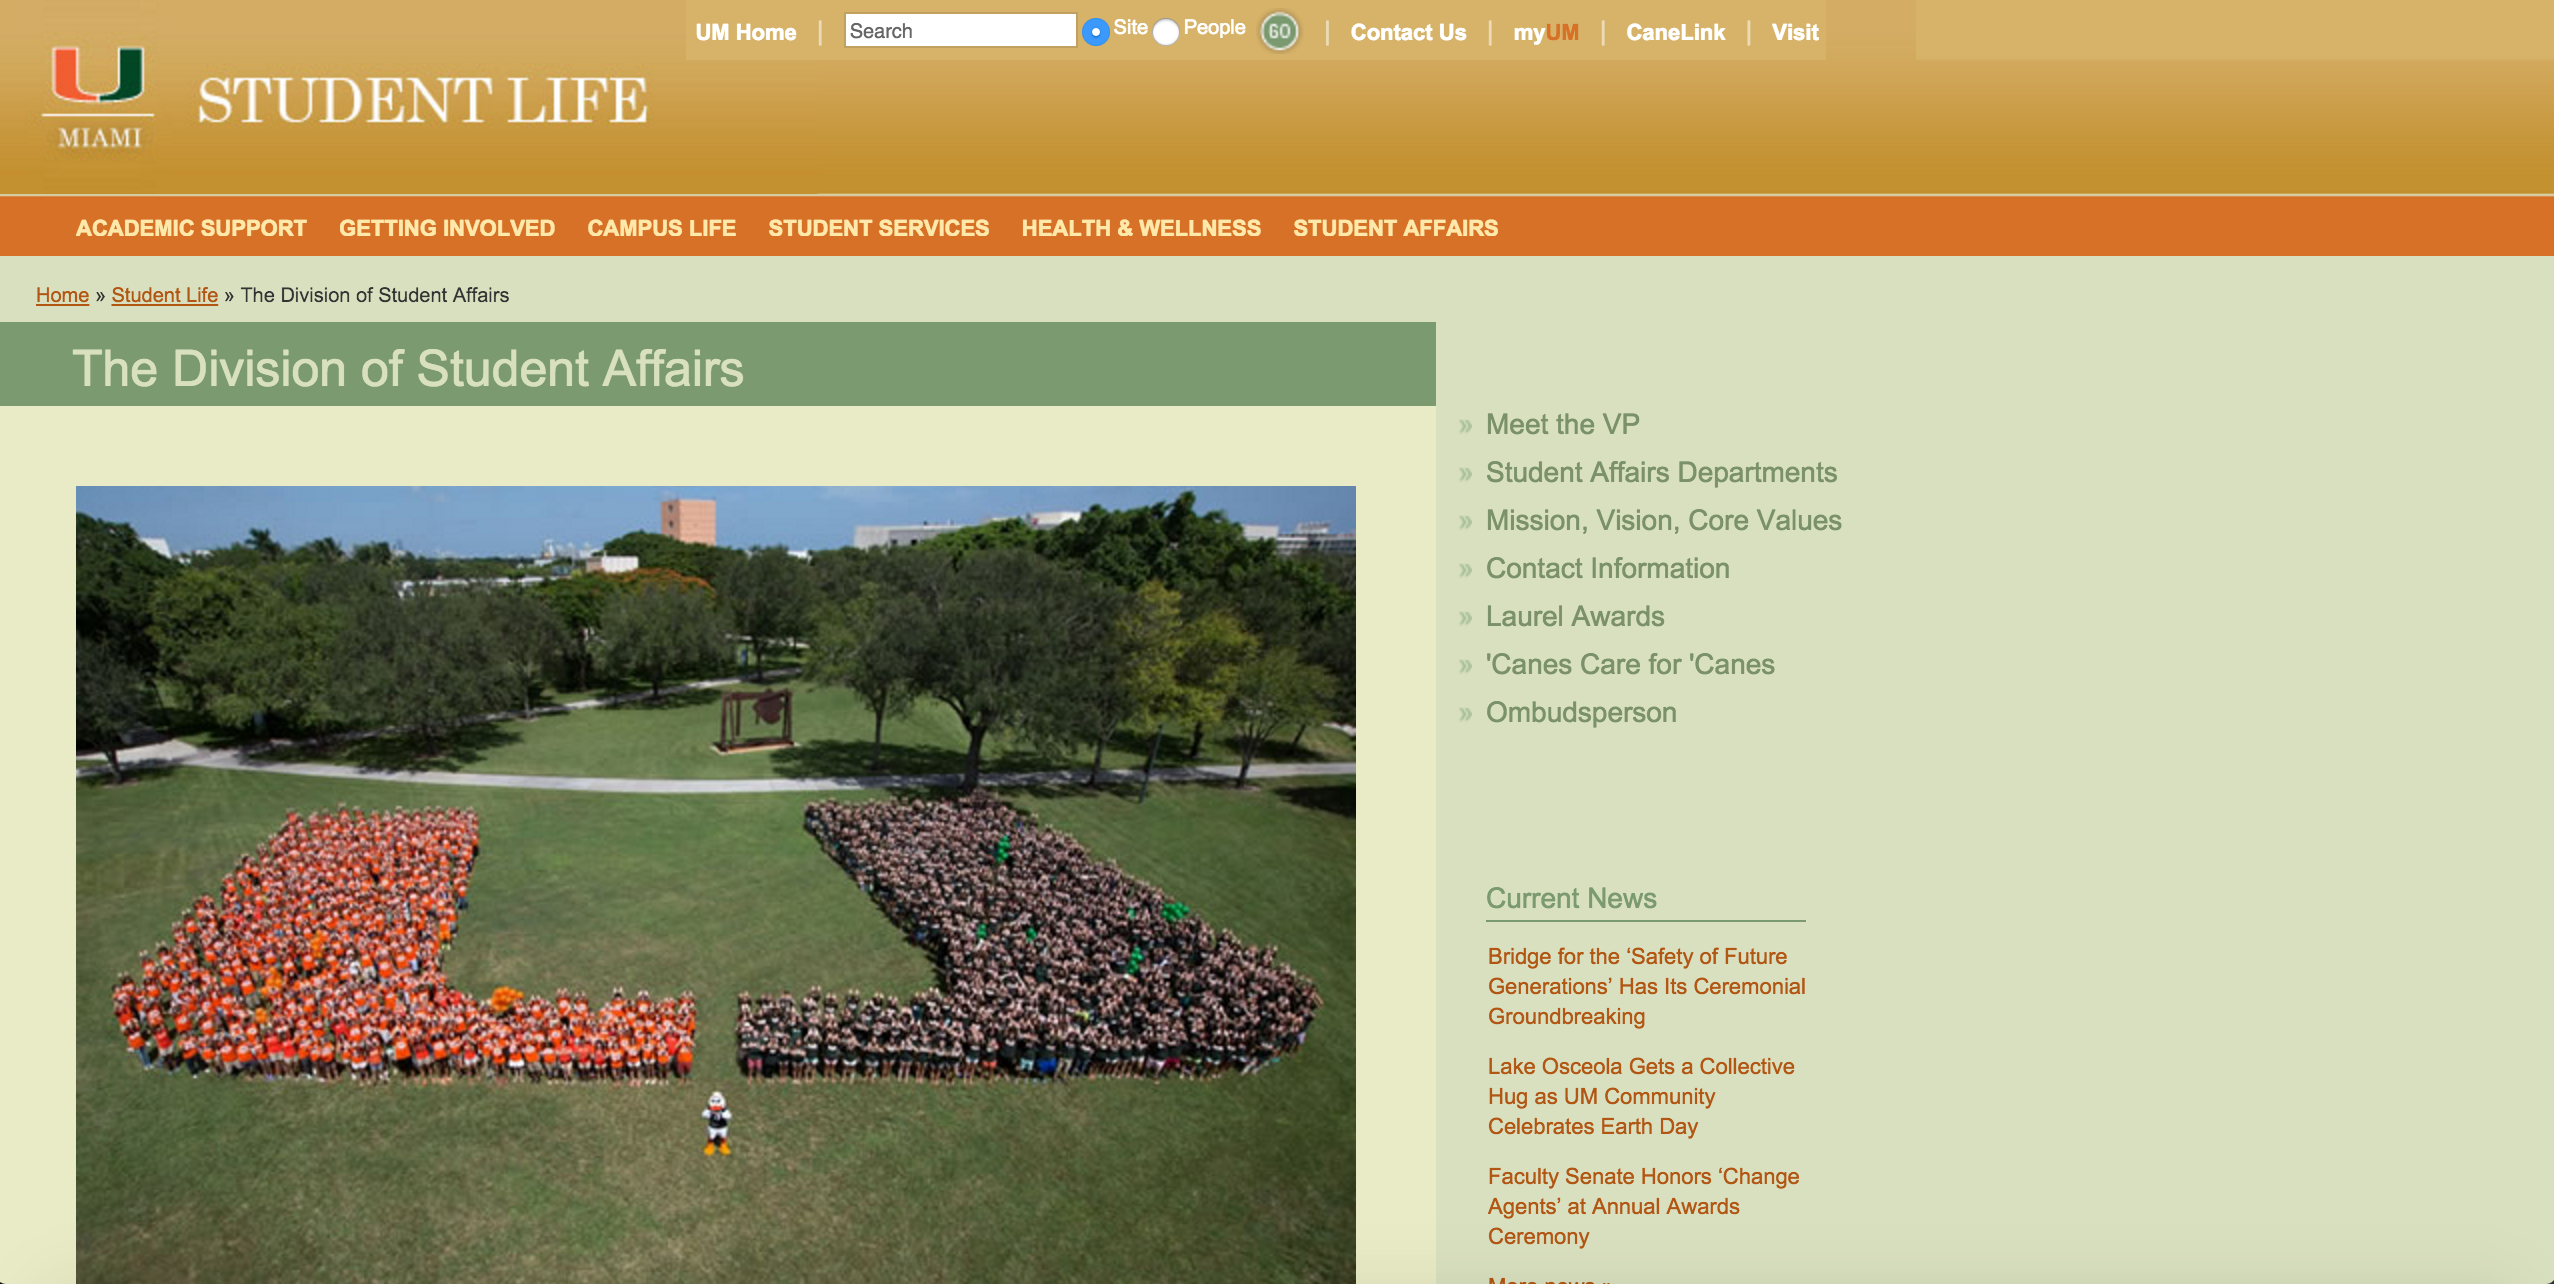 UM Home | Search Site People GO | Contact Us | myUM | CaneLink | Visit
U
MIAMI
STUDENT LIFE
ACADEMIC SUPPORT GETTING INVOLVED CAMPUS LIFE STUDENT SERVICES HEALTH & WELLNESS STUDENT AFFAIRS
Home » Student Life » The Division of Student Affairs
The Division of Student Affairs
» Meet the VP
» Student Affairs Departments
» Mission, Vision, Core Values
» Contact Information
» Laurel Awards
» 'Canes Care for 'Canes
» Ombudsperson
Current News
Bridge for the ‘Safety of Future
Generations’ Has Its Ceremonial
Groundbreaking
Lake Osceola Gets a Collective
Hug as UM Community
Celebrates Earth Day
Faculty Senate Honors ‘Change
Agents’ at Annual Awards
Ceremony
More news »